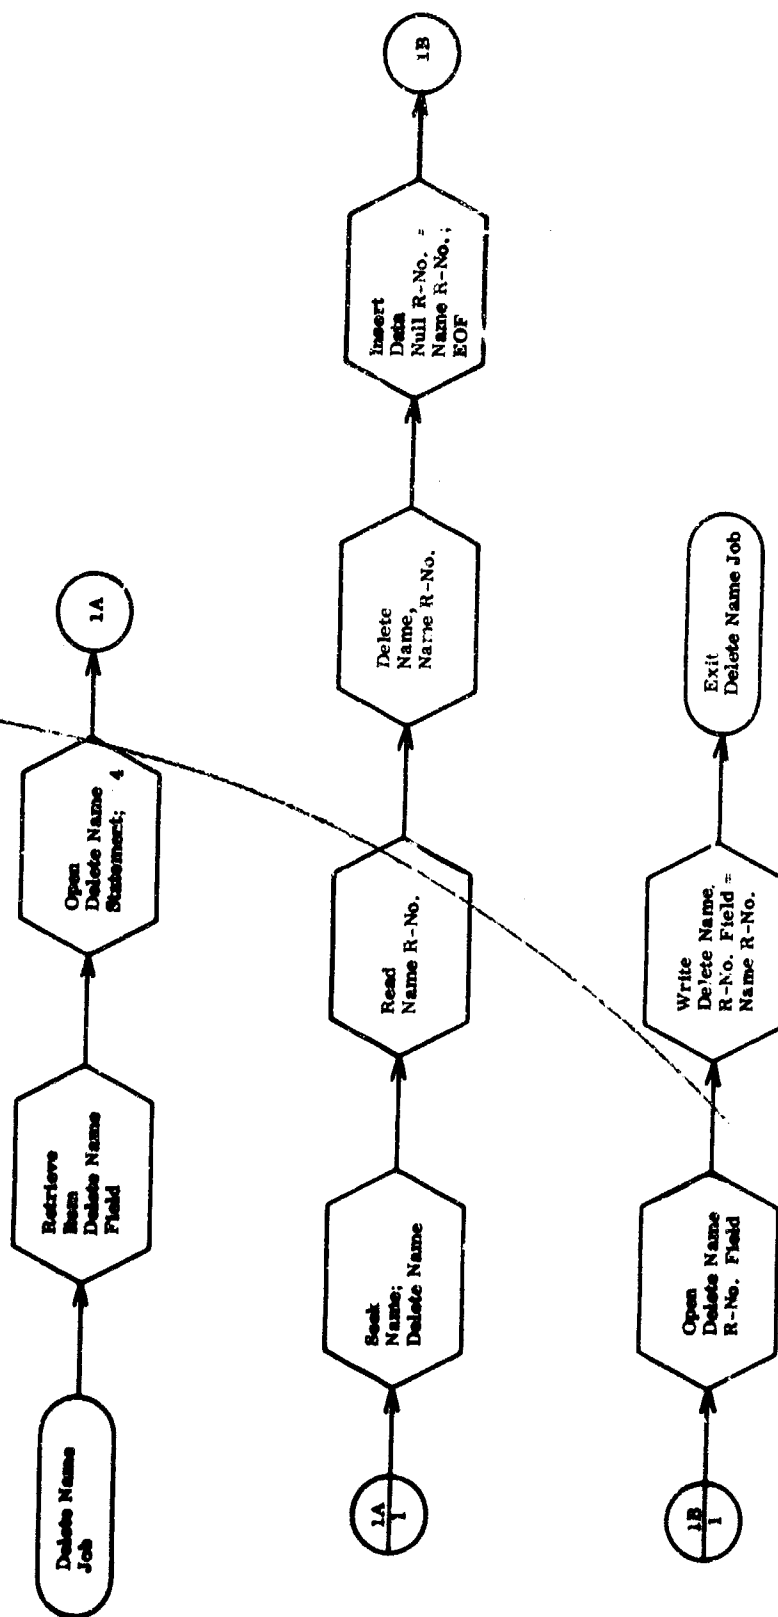 Delete Name
Job
Retrieve
Item
Delete Name
Field
Open
Delete Name
Statement; 4
1A
1A
1
Seek
Name;
Delete Name
Read
Name R-No.
Delete
Name,
Name R-No.
Insert
Data
Null R-No. =
Name R-No.;
EOF
1B
1B
1
Open
Delete Name
R-No. Field
Write
Delete Name
R-No. Field =
Name R-No.
Exit
Delete Name Job